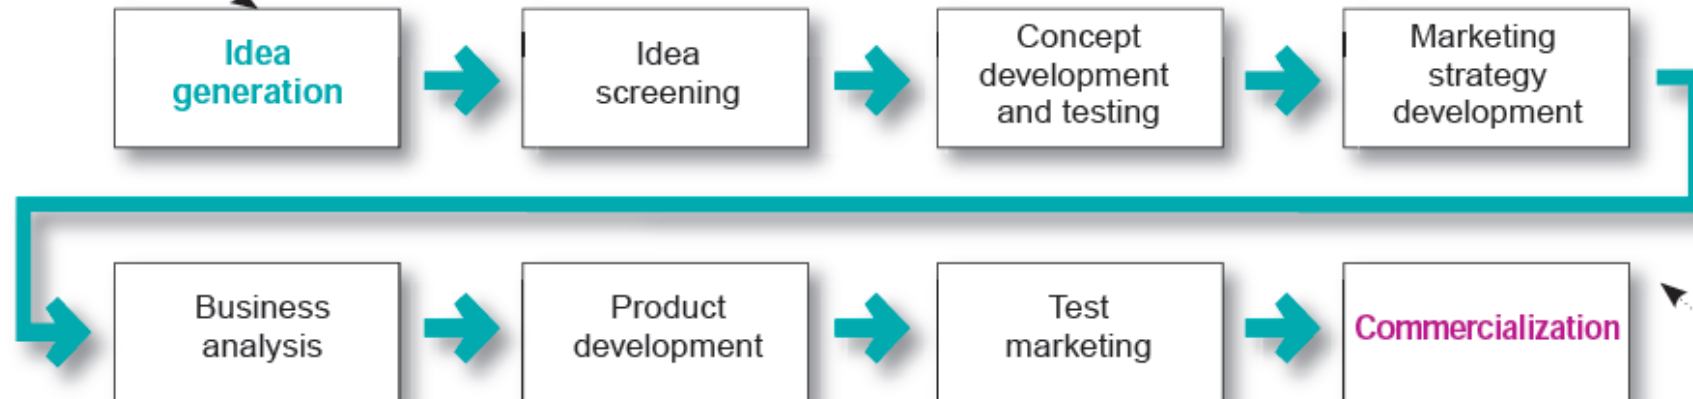 Idea
generation
Idea
screening
Concept
development
and testing
Marketing
strategy
development
Business
analysis
Product
development
Test
marketing
Commercialization